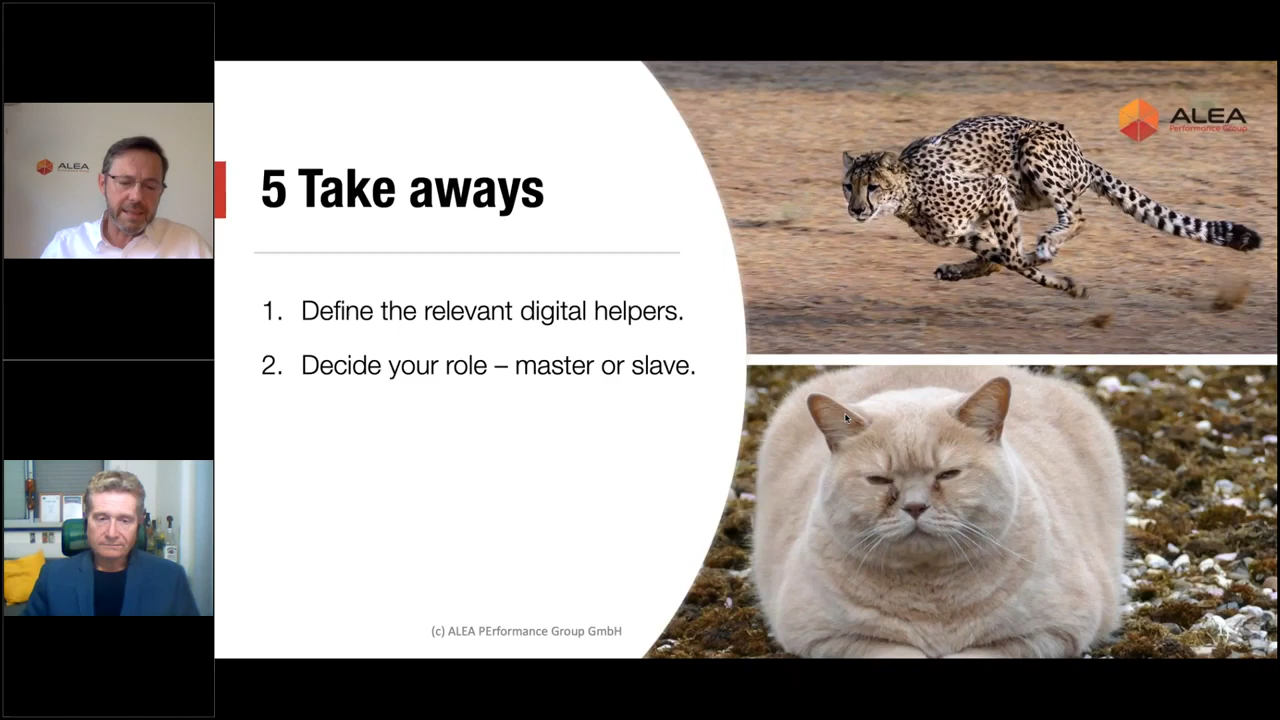 ALEA
5 Take aways
1. Define the relevant digital helpers.
2. Decide your role – master or slave.
(c) ALEA PErformance Group GmbH
ALEA
Performance Group